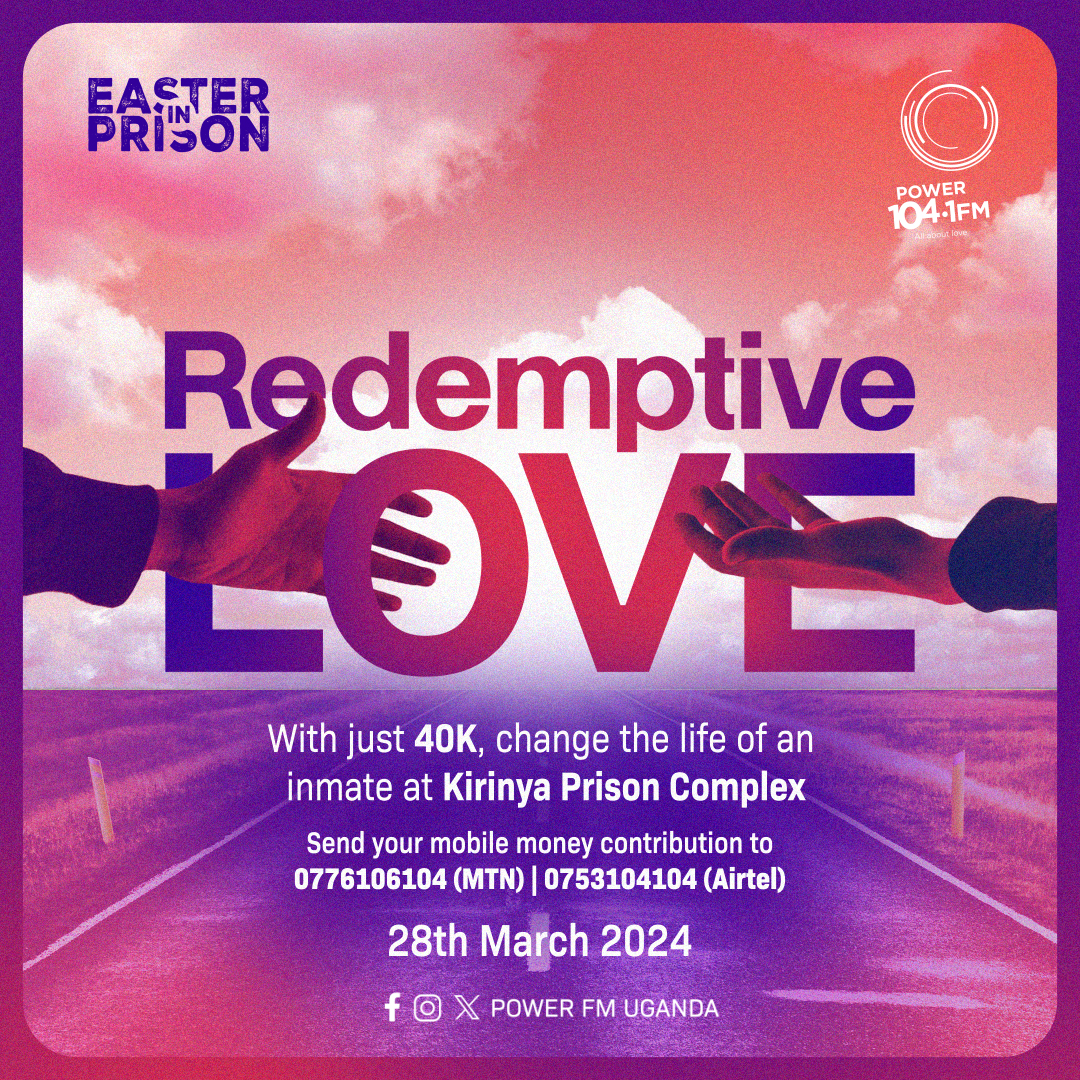 EASTER
IN
PRISON
POWER
104.1FM
All about love
Redemptive
LOVE
With just 40K, change the life of an
inmate at Kirinya Prison Complex
Send your mobile money contribution to
0776106104 (MTN) | 0753104104 (Airtel)
28th March 2024
POWER FM UGANDA